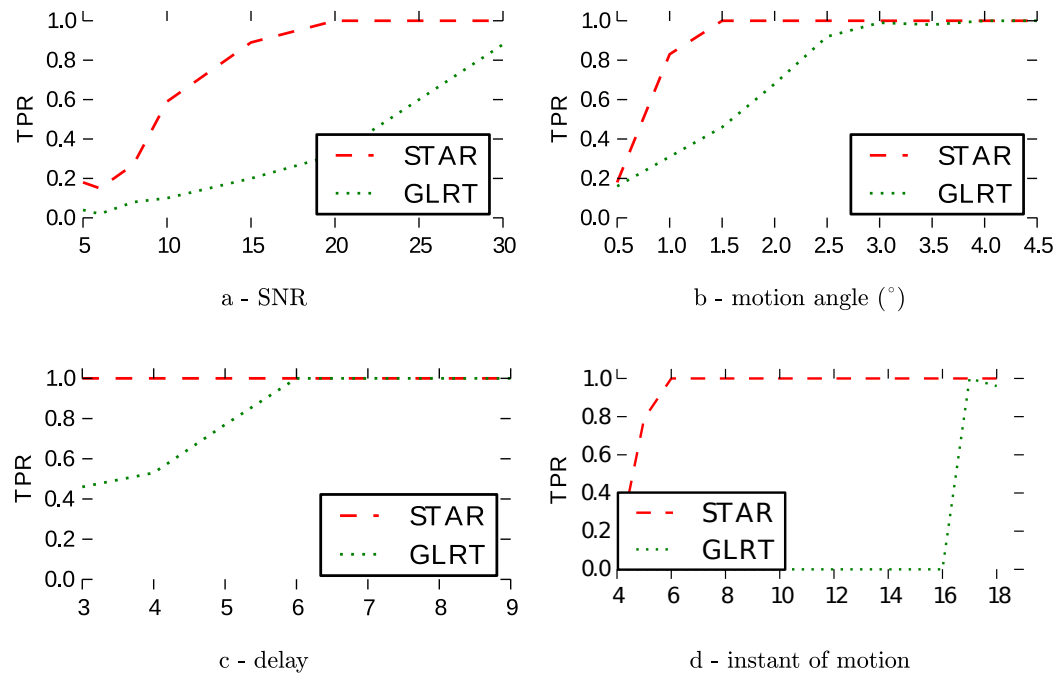 1.0
0.8
0.6
0.4
0.2
0.0
TPR
5 10 15 20 25 30
STAR
GLRT
a - SNR
1.0
0.8
0.6
0.4
0.2
0.0
TPR
0.5 1.0 1.5 2.0 2.5 3.0 3.5 4.0 4.5
STAR
GLRT
b - motion angle (°)
1.0
0.8
0.6
0.4
0.2
0.0
TPR
3 4 5 6 7 8 9
STAR
GLRT
c - delay
1.0
0.8
0.6
0.4
0.2
0.0
TPR
4 6 8 10 12 14 16 18
STAR
GLRT
d - instant of motion